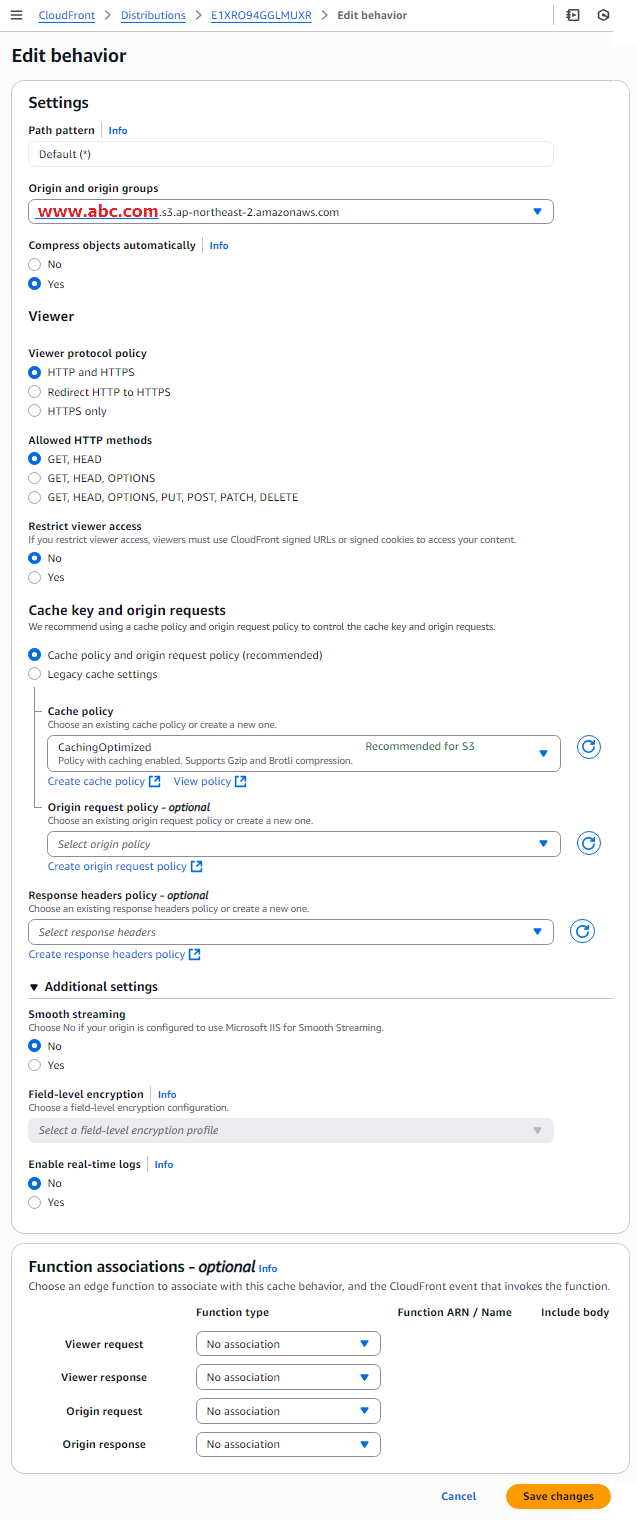 CloudFront > Distributions > E1XRO94GGLMUXR > Edit behavior
Edit behavior
Settings
Path pattern | Info
Default (*)
Origin and origin groups
www.abc.com.s3.ap-northeast-2.amazonaws.com
Compress objects automatically | Info
No
Yes
Viewer
Viewer protocol policy
HTTP and HTTPS
Redirect HTTP to HTTPS
HTTPS only
Allowed HTTP methods
GET, HEAD
GET, HEAD, OPTIONS
GET, HEAD, OPTIONS, PUT, POST, PATCH, DELETE
Restrict viewer access
If you restrict viewer access, viewers must use CloudFront signed URLs or signed cookies to access your content.
No
Yes
Cache key and origin requests
We recommend using a cache policy and origin request policy to control the cache key and origin requests.
Cache policy and origin request policy (recommended)
Legacy cache settings
Cache policy
Choose an existing cache policy or create a new one.
CachingOptimized Recommended for S3
Policy with caching enabled. Supports Gzip and Brotli compression.
Create cache policy View policy
Origin request policy - optional
Choose an existing origin request policy or create a new one.
Select origin policy
Create origin request policy
Response headers policy - optional
Choose an existing response headers policy or create a new one.
Select response headers
Create response headers policy
Additional settings
Smooth streaming
Choose No if your origin is configured to use Microsoft IIS for Smooth Streaming.
No
Yes
Field-level encryption | Info
Choose a field-level encryption configuration.
Select a field-level encryption profile
Enable real-time logs | Info
No
Yes
Function associations - optional Info
Choose an edge function to associate with this cache behavior, and the CloudFront event that invokes the function.
Function type Function ARN / Name Include body
Viewer request No association
Viewer response No association
Origin request No association
Origin response No association
Cancel Save changes